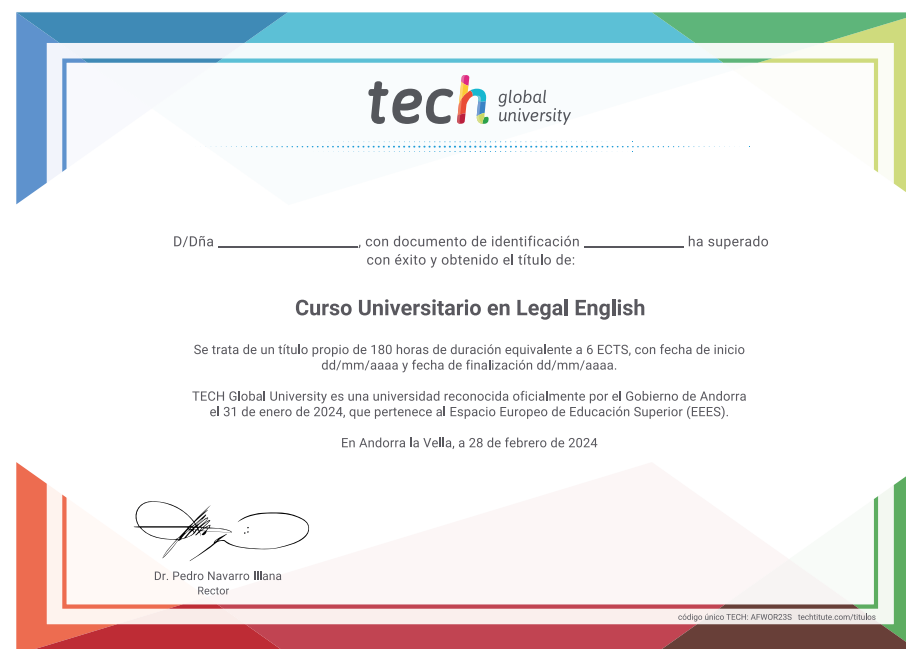 tech global university
D/Dña ____________, con documento de identificación ____________ ha superado
con éxito y obtenido el título de:
Curso Universitario en Legal English
Se trata de un título propio de 180 horas de duración equivalente a 6 ECTS, con fecha de inicio
dd/mm/aaaa y fecha de finalización dd/mm/aaaa.
TECH Global University es una universidad reconocida oficialmente por el Gobierno de Andorra
el 31 de enero de 2024, que pertenece al Espacio Europeo de Educación Superior (EEES).
En Andorra la Vella, a 28 de febrero de 2024
Dr. Pedro Navarro Illana
Rector
código único TECH: AFWOR23S techtitute.com/titulos